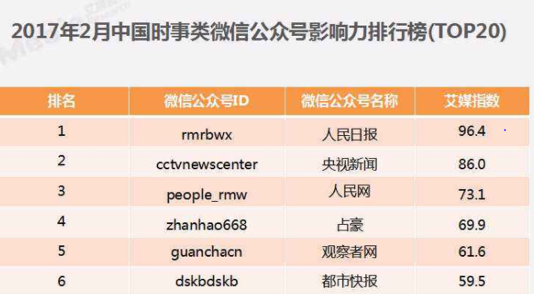 2017年2月中国时事类微信公众号影响力排行榜(TOP20)
排名 微信公众号ID 微信公众号名称 艾媒指数
1 rmrbwx 人民日报 96.4
2 cctvnewscenter 央视新闻 86.0
3 people_rmw 人民网 73.1
4 zhanhao668 占豪 69.9
5 guanchacn 观察者网 61.6
6 dskbdskb 都市快报 59.5